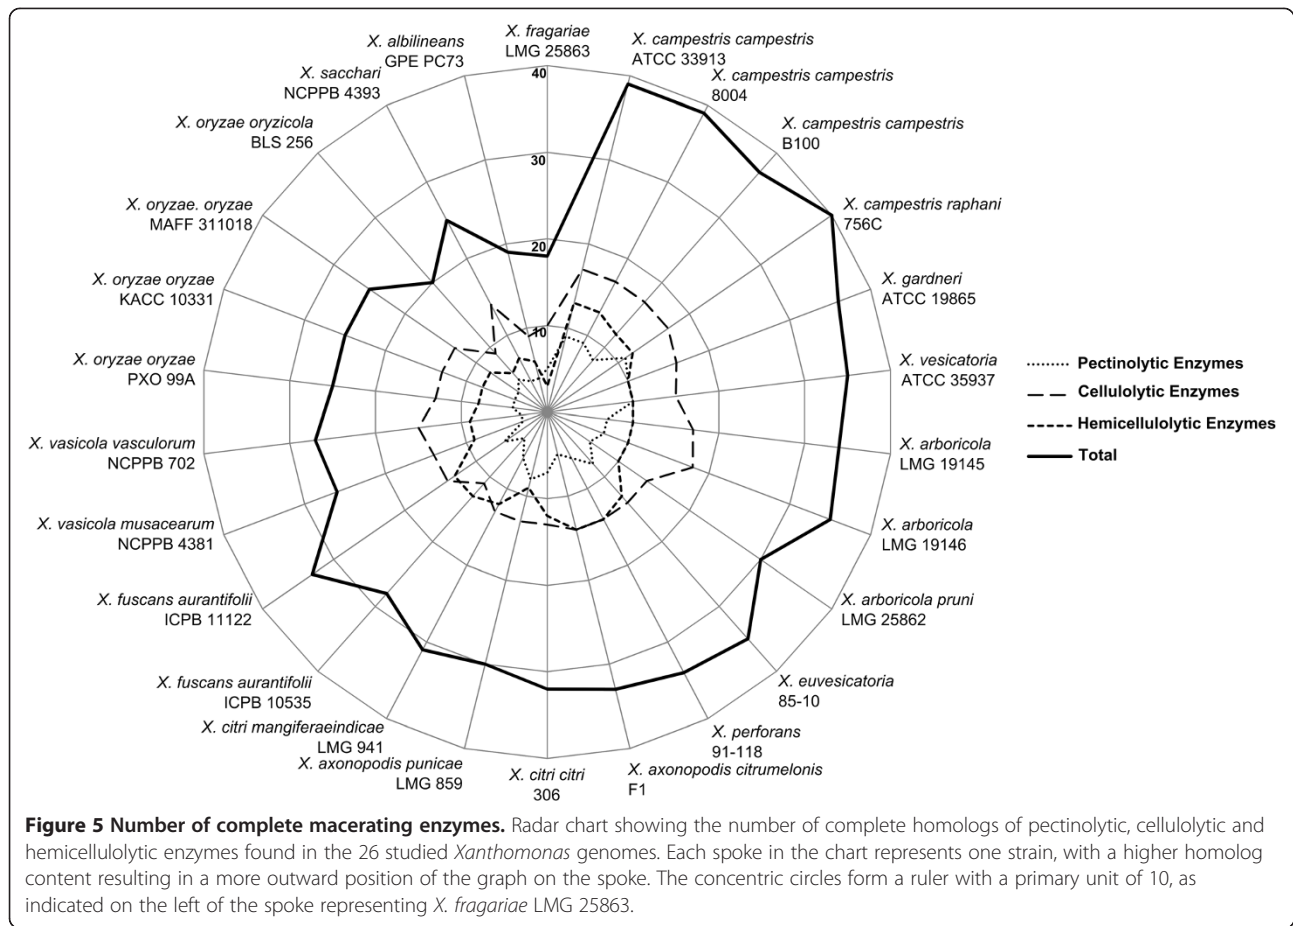 X. fragariae
LMG 25863
X. campestris campestris
ATCC 33913
X. campestris campestris
8004
X. campestris campestris
B100
X. campestris raphani
756C
X. gardneri
ATCC 19865
X. vesicatoria
ATCC 35937
X. arboricola
LMG 19145
X. arboricola
LMG 19146
X. arboricola pruni
LMG 25862
X. euvesicatoria
85-10
X. perforans
91-118
X. axonopodis citrumelonis
F1
X. citri citri
306
X. axonopodis punicae
LMG 859
X. citri mangiferaeindicae
LMG 941
X. fuscans aurantifolii
ICPB 10535
X. fuscans aurantifolii
ICPB 11122
X. vasicola musacearum
NCPPB 4381
X. vasicola vasculorum
NCPPB 702
X. oryzae oryzae
PXO 99A
X. oryzae oryzae
KACC 10331
X. oryzae. oryzae
MAFF 311018
X. oryzae oryzicola
BLS 256
X. sacchari
NCPPB 4393
X. albilineans
GPE PC73
40
30
20
10
Pectinolytic Enzymes
Cellulolytic Enzymes
Hemicellulolytic Enzymes
Total
Figure 5 Number of complete macerating enzymes. Radar chart showing the number of complete homologs of pectinolytic, cellulolytic and
hemicellulolytic enzymes found in the 26 studied Xanthomonas genomes. Each spoke in the chart represents one strain, with a higher homolog
content resulting in a more outward position of the graph on the spoke. The concentric circles form a ruler with a primary unit of 10, as
indicated on the left of the spoke representing X. fragariae LMG 25863.